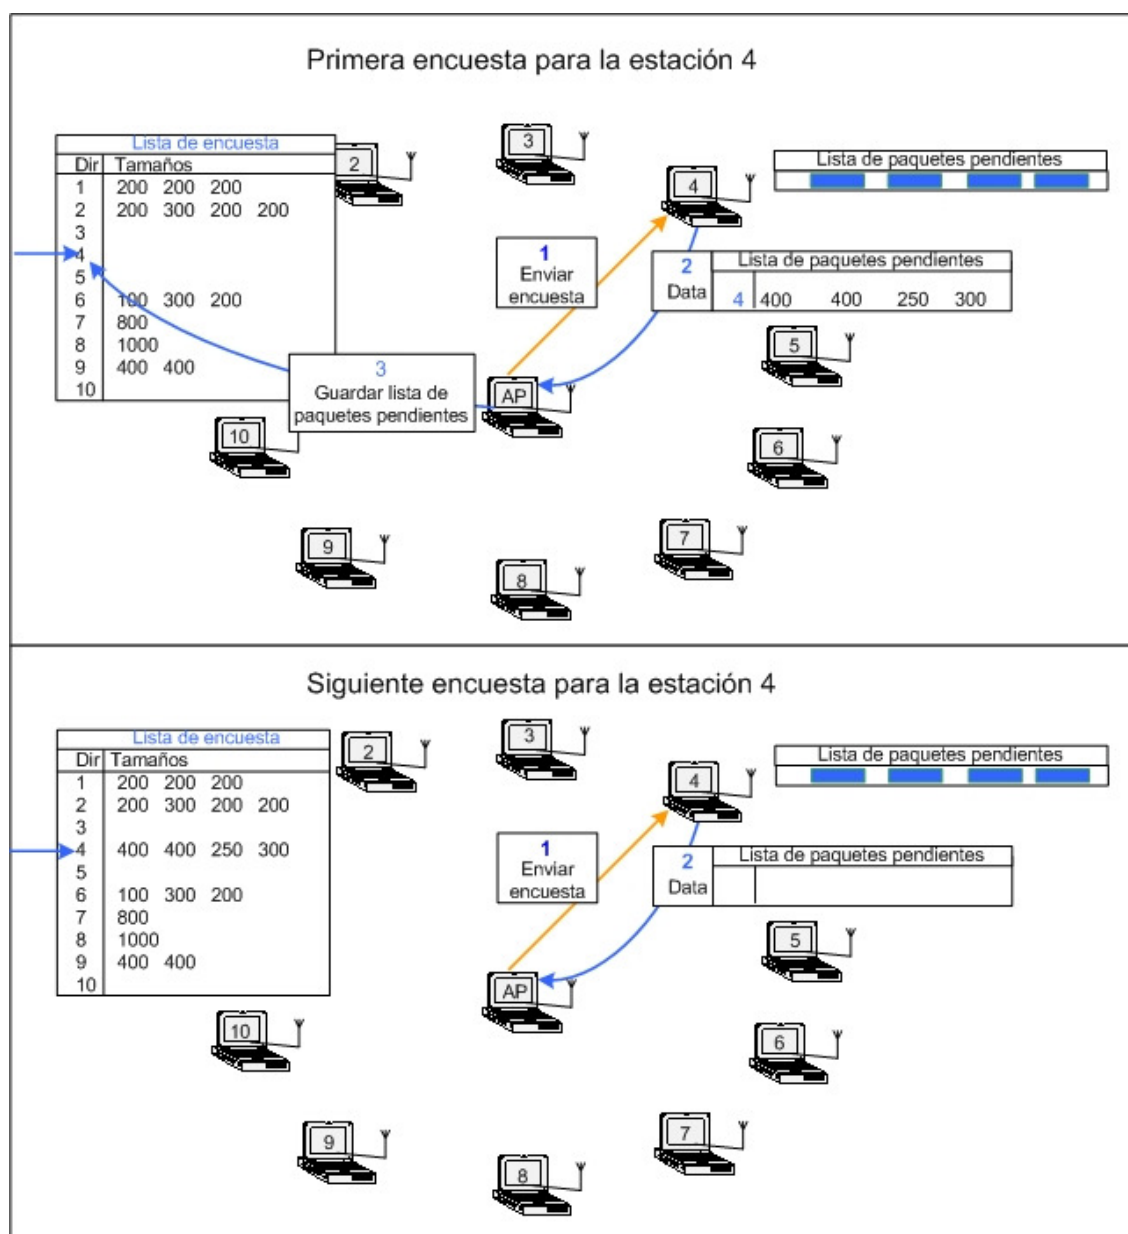 Primera encuesta para la estación 4
Lista de encuesta
Dir Tamaños
1 200 200 200
2 200 300 200 200
3
4
5
6 100 300 200
7 800
8 1000
9 400 400
10
2
3
4
Lista de paquetes pendientes
1
Enviar
encuesta
2
Data
Lista de paquetes pendientes
4 400 400 250 300
3
Guardar lista de
paquetes pendientes
AP
5
10
6
9
7
8
Siguiente encuesta para la estación 4
Lista de encuesta
Dir Tamaños
1 200 200 200
2 200 300 200 200
3
4 400 400 250 300
5
6 100 300 200
7 800
8 1000
9 400 400
10
2
3
4
Lista de paquetes pendientes
1
Enviar
encuesta
2
Data
Lista de paquetes pendientes
5
AP
10
6
9
7
8